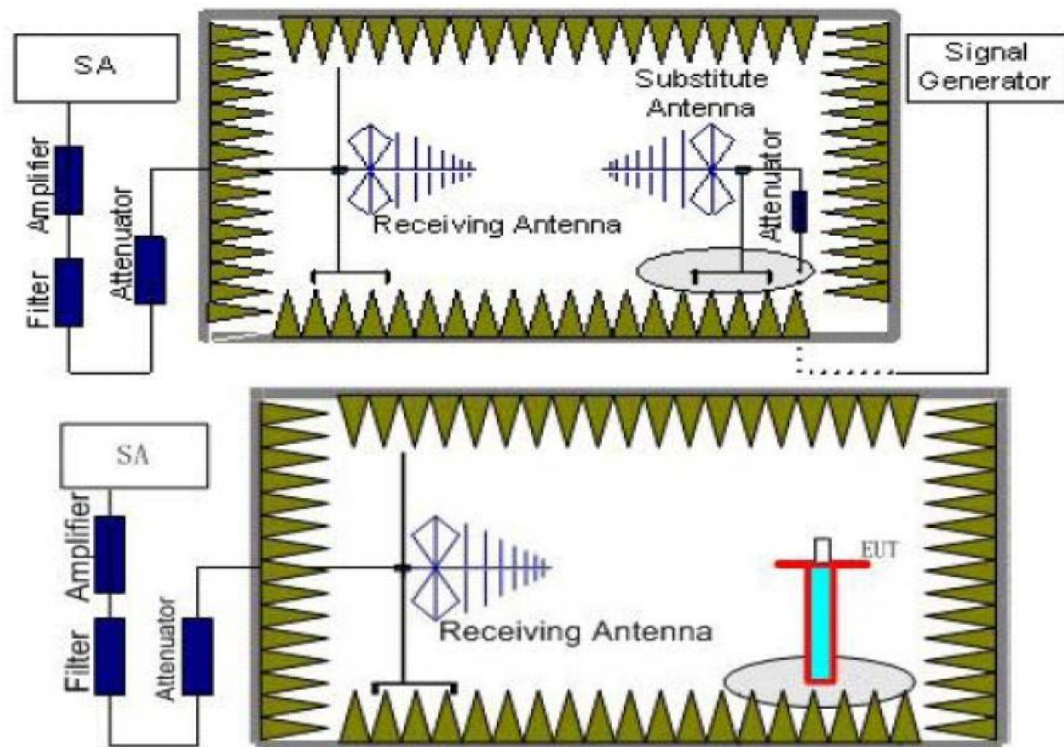 SA
Amplifier
Filter
Attenuator
Receiving Antenna
Substitute
Antenna
Attenuator
Signal
Generator
SA
Amplifier
Filter
Attenuator
Receiving Antenna
EUT